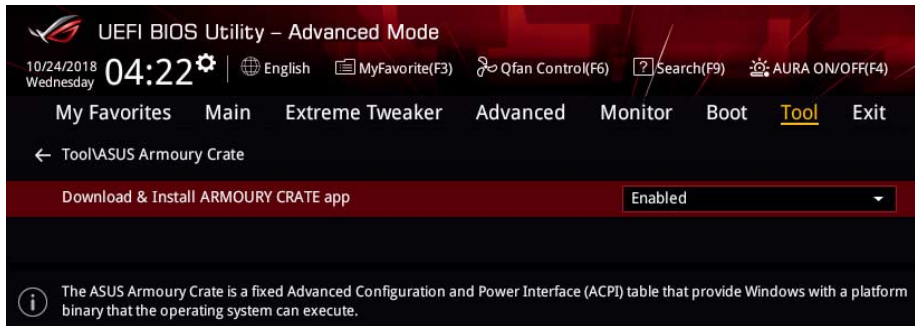 UEFI BIOS Utility – Advanced Mode
10/24/2018 Wednesday 04:22 English MyFavorite(F3) Qfan Control(F6) ? Search(F9) AURA ON/OFF(F4)
My Favorites Main Extreme Tweaker Advanced Monitor Boot Tool Exit
← Tool\ASUS Armoury Crate
Download & Install ARMOURY CRATE app Enabled
i The ASUS Armoury Crate is a fixed Advanced Configuration and Power Interface (ACPI) table that provide Windows with a platform
binary that the operating system can execute.